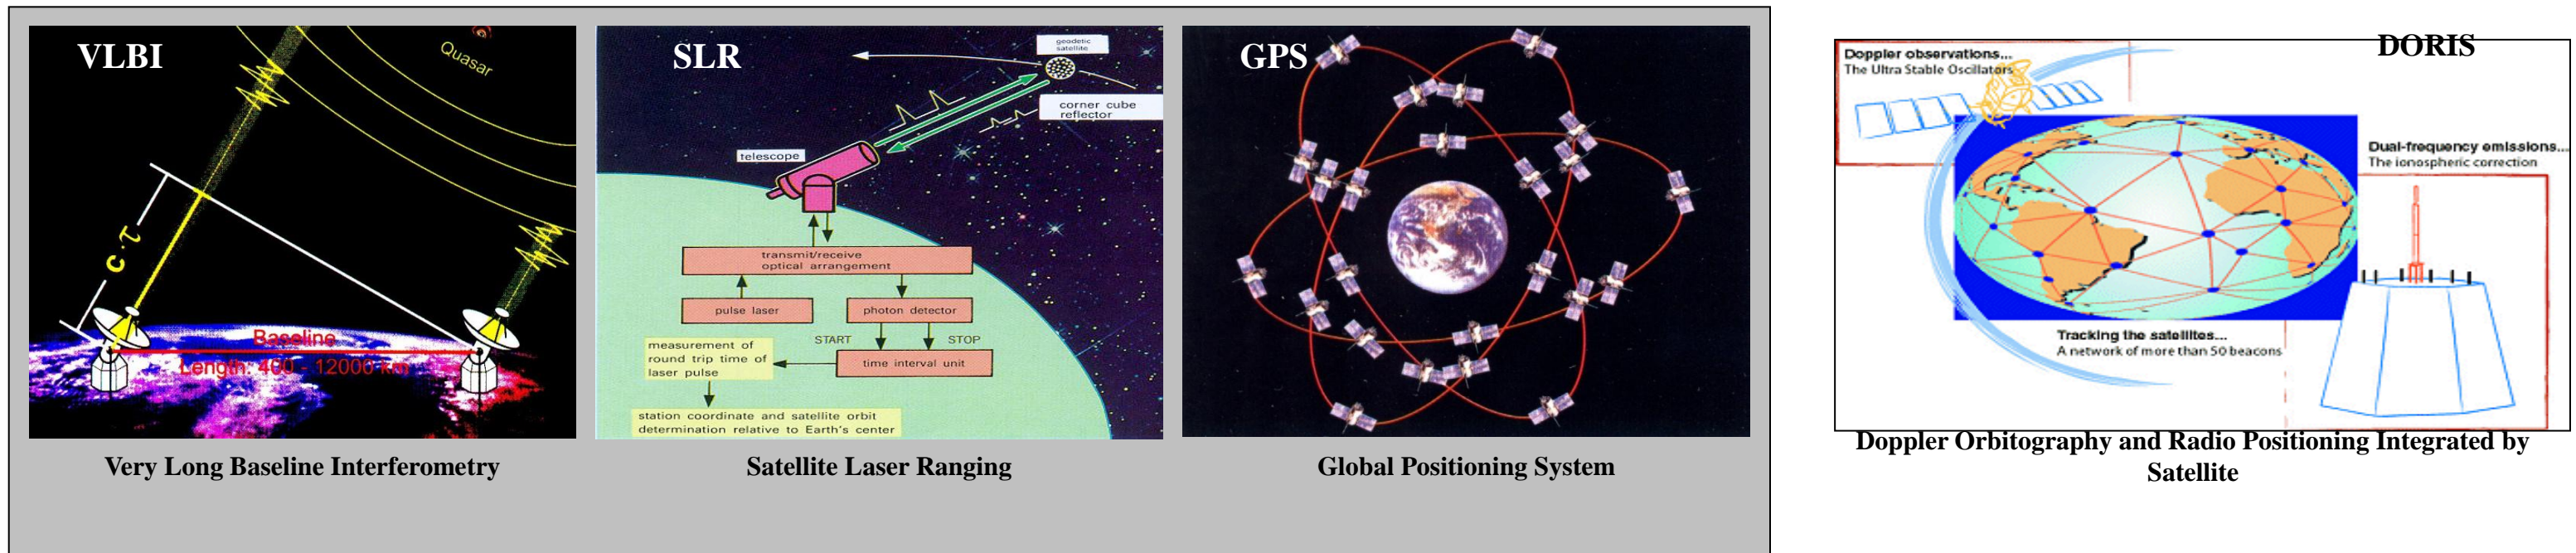 VLBI
Quasar
c · τ
Baseline
Length: 400 - 12000 km
Very Long Baseline Interferometry
SLR
geodetic
satellite
corner cube
reflector
telescope
transmit/receive
optical arrangement
pulse laser
photon detector
START
STOP
measurement of
round trip time of
laser pulse
time interval unit
station coordinate and satellite orbit
determination relative to Earth's center
Satellite Laser Ranging
GPS
Global Positioning System
DORIS
Doppler observations...
The Ultra Stable Oscillators
Dual-frequency emissions...
The ionospheric correction
Tracking the satellites...
A network of more than 50 beacons
Doppler Orbitography and Radio Positioning Integrated by
Satellite